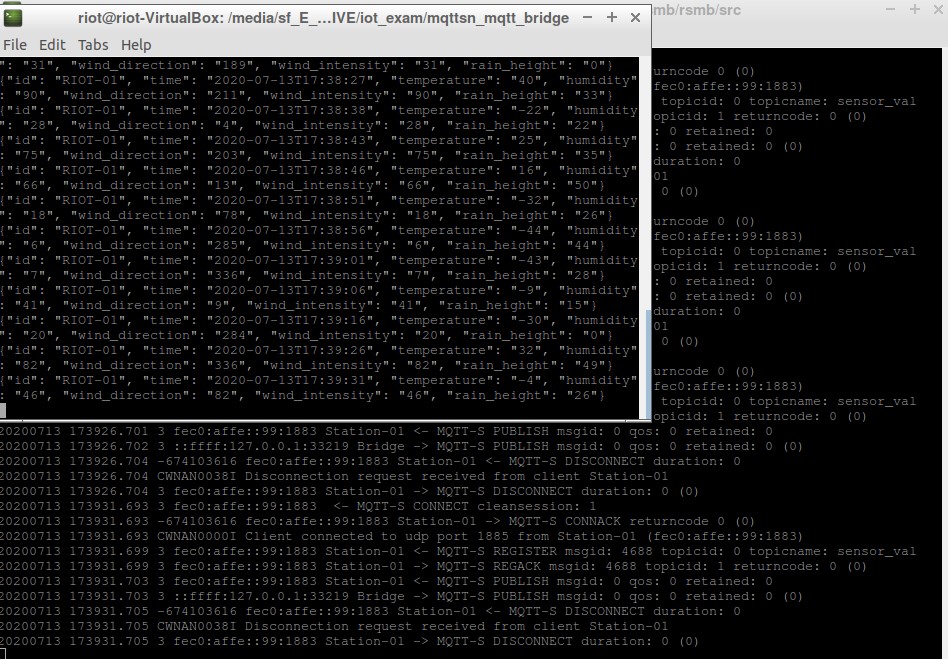 riot@riot-VirtualBox: /media/sf_E_...IVE/iot_exam/mqttsn_mqtt_bridge
File Edit Tabs Help
": "31", "wind_direction": "189", "wind_intensity": "31", "rain_height": "0"}
{"id": "RIOT-01", "time": "2020-07-13T17:38:27", "temperature": "40", "humidity"
: "90", "wind_direction": "211", "wind_intensity": "90", "rain_height": "33"}
{"id": "RIOT-01", "time": "2020-07-13T17:38:38", "temperature": "-22", "humidity
": "28", "wind_direction": "4", "wind_intensity": "28", "rain_height": "22"}
{"id": "RIOT-01", "time": "2020-07-13T17:38:43", "temperature": "25", "humidity"
: "75", "wind_direction": "203", "wind_intensity": "75", "rain_height": "35"}
{"id": "RIOT-01", "time": "2020-07-13T17:38:46", "temperature": "16", "humidity"
: "66", "wind_direction": "13", "wind_intensity": "66", "rain_height": "50"}
{"id": "RIOT-01", "time": "2020-07-13T17:38:51", "temperature": "-32", "humidity
": "18", "wind_direction": "78", "wind_intensity": "18", "rain_height": "26"}
{"id": "RIOT-01", "time": "2020-07-13T17:38:56", "temperature": "-44", "humidity
": "6", "wind_direction": "285", "wind_intensity": "6", "rain_height": "44"}
{"id": "RIOT-01", "time": "2020-07-13T17:39:01", "temperature": "-43", "humidity
": "7", "wind_direction": "336", "wind_intensity": "7", "rain_height": "28"}
{"id": "RIOT-01", "time": "2020-07-13T17:39:06", "temperature": "-9", "humidity"
: "41", "wind_direction": "9", "wind_intensity": "41", "rain_height": "15"}
{"id": "RIOT-01", "time": "2020-07-13T17:39:16", "temperature": "-30", "humidity
": "20", "wind_direction": "284", "wind_intensity": "20", "rain_height": "0"}
{"id": "RIOT-01", "time": "2020-07-13T17:39:26", "temperature": "32", "humidity"
: "82", "wind_direction": "336", "wind_intensity": "82", "rain_height": "49"}
{"id": "RIOT-01", "time": "2020-07-13T17:39:31", "temperature": "-4", "humidity"
: "46", "wind_direction": "82", "wind_intensity": "46", "rain_height": "26"}
mb/rsmb/src
urncode 0 (0)
fec0:affe::99:1883)
topicid: 0 topicname: sensor_val
opicid: 1 returncode: 0 (0)
: 0 retained: 0
: 0 retained: 0 (0)
duration: 0
01
0 (0)
urncode 0 (0)
fec0:affe::99:1883)
topicid: 0 topicname: sensor_val
opicid: 1 returncode: 0 (0)
: 0 retained: 0
: 0 retained: 0 (0)
duration: 0
01
0 (0)
urncode 0 (0)
fec0:affe::99:1883)
topicid: 0 topicname: sensor_val
opicid: 1 returncode: 0 (0)
20200713 173926.701 3 fec0:affe::99:1883 Station-01 <- MQTT-S PUBLISH msgid: 0 qos: 0 retained: 0
20200713 173926.702 3 ::ffff:127.0.0.1:33219 Bridge -> MQTT-S PUBLISH msgid: 0 qos: 0 retained: 0 (0)
20200713 173926.704 -674103616 fec0:affe::99:1883 Station-01 <- MQTT-S DISCONNECT duration: 0
20200713 173926.704 CWNAN0038I Disconnection request received from client Station-01
20200713 173926.704 3 fec0:affe::99:1883 Station-01 -> MQTT-S DISCONNECT duration: 0 (0)
20200713 173931.693 3 fec0:affe::99:1883  <- MQTT-S CONNECT cleansession: 1
20200713 173931.693 -674103616 fec0:affe::99:1883 Station-01 -> MQTT-S CONNACK returncode 0 (0)
20200713 173931.693 CWNAN0000I Client connected to udp port 1885 from Station-01 (fec0:affe::99:1883)
20200713 173931.699 3 fec0:affe::99:1883 Station-01 <- MQTT-S REGISTER msgid: 4688 topicid: 0 topicname: sensor_val
20200713 173931.699 3 fec0:affe::99:1883 Station-01 -> MQTT-S REGACK msgid: 4688 topicid: 1 returncode: 0 (0)
20200713 173931.703 3 fec0:affe::99:1883 Station-01 <- MQTT-S PUBLISH msgid: 0 qos: 0 retained: 0
20200713 173931.703 3 ::ffff:127.0.0.1:33219 Bridge -> MQTT-S PUBLISH msgid: 0 qos: 0 retained: 0 (0)
20200713 173931.705 -674103616 fec0:affe::99:1883 Station-01 <- MQTT-S DISCONNECT duration: 0
20200713 173931.705 CWNAN0038I Disconnection request received from client Station-01
20200713 173931.705 3 fec0:affe::99:1883 Station-01 -> MQTT-S DISCONNECT duration: 0 (0)